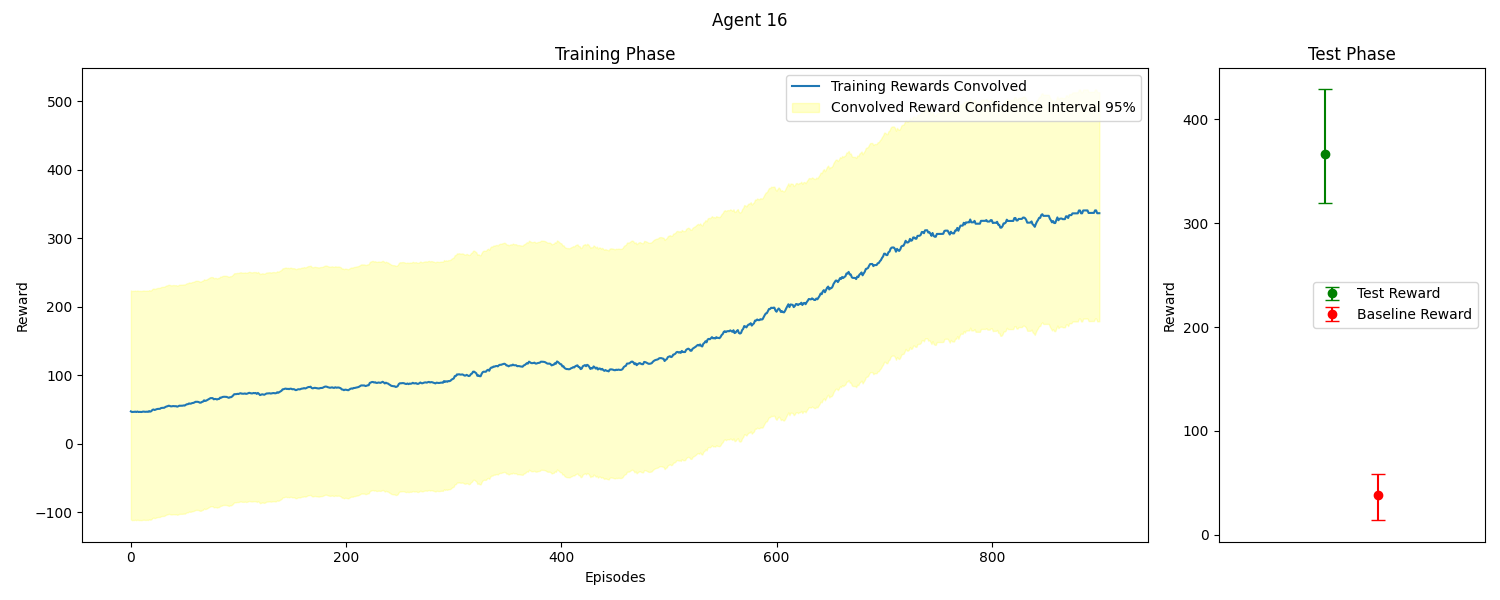 Agent 16
Training Phase
Training Rewards Convolved
Convolved Reward Confidence Interval 95%
Reward
500
400
300
200
100
0
−100
0 200 400 600 800
Episodes
Test Phase
Reward
400
300
200
100
0
Test Reward
Baseline Reward